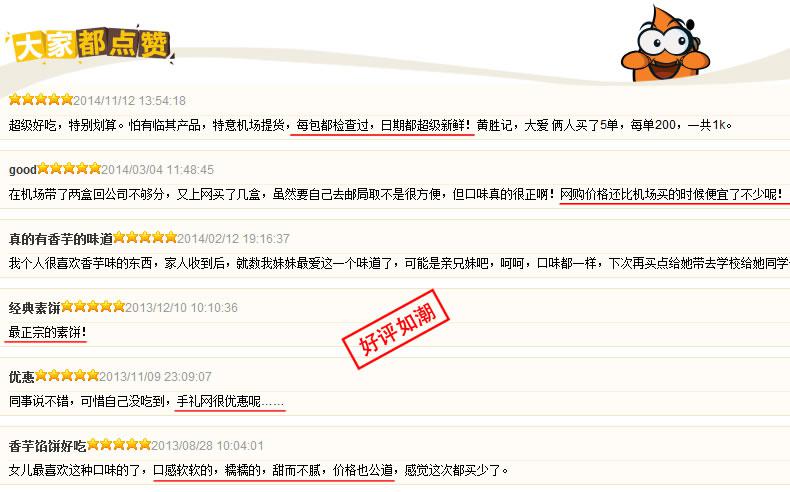 大家都点赞
2014/11/12 13:54:18
超级好吃，特别划算。怕有临其产品，特意机场提货，每包都检查过，日期都超级新鲜！黄胜记，大爱 俩人买了5单，每单200，一共1k。
good 2014/03/04 11:48:45
在机场带了两盒回公司不够分，又上网买了几盒，虽然要自己去邮局取不是很方便，但口味真的很正啊！网购价格还比机场买的时候便宜了不少呢！
真的有香芋的味道 2014/02/12 19:16:37
我个人很喜欢香芋味的东西，家人收到后，就数我妹妹最爱这一个味道了，可能是亲兄妹吧，呵呵，口味都一样，下次再买点给她带去学校给她同学
经典素饼 2013/12/10 10:10:36
最正宗的素饼！
好评如潮
优惠 2013/11/09 23:09:07
同事说不错，可惜自己没吃到，手礼网很优惠呢……
香芋馅饼好吃 2013/08/28 10:04:01
女儿最喜欢这种口味的了，口感软软的，糯糯的，甜而不腻，价格也公道，感觉这次都买少了。